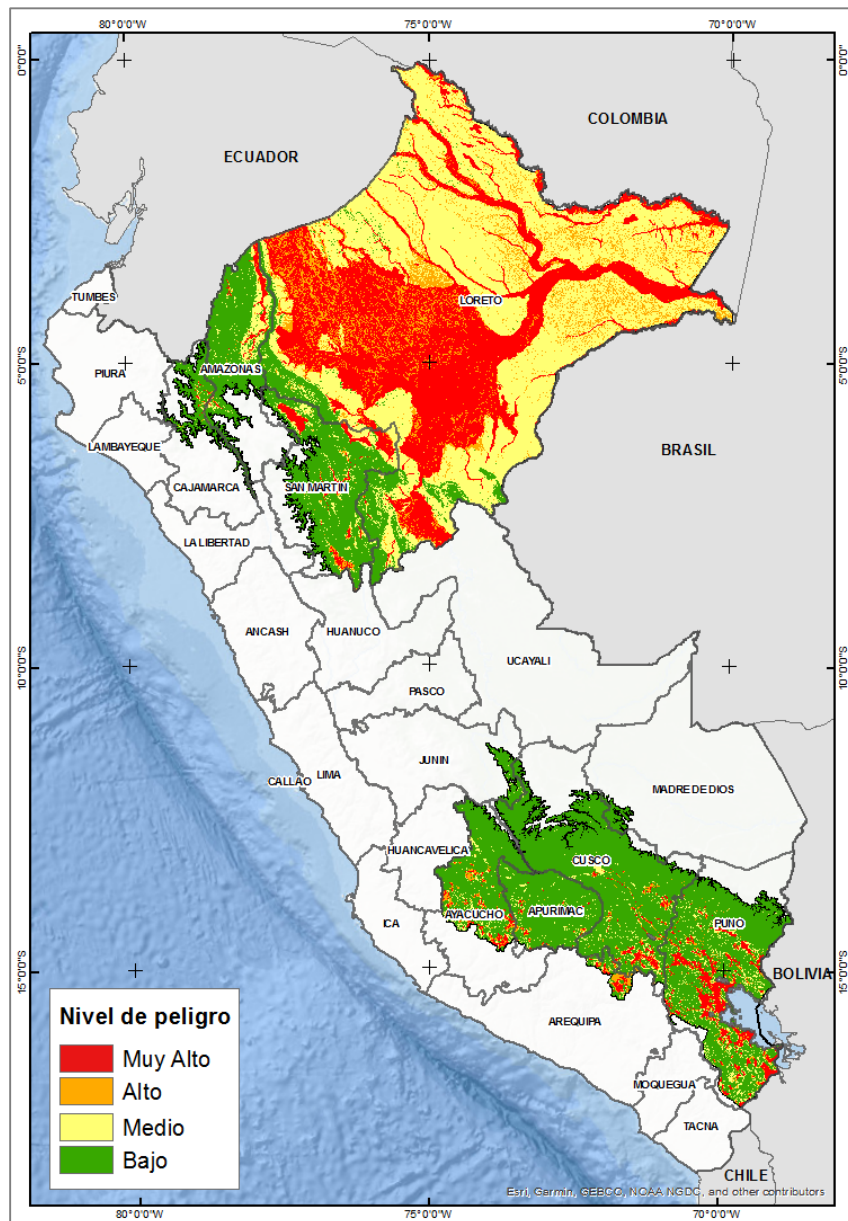 80°0'0"W
75°0'0"W
70°0'0"W
0°0'0"
0°0'0"
COLOMBIA
ECUADOR
TUMBES
LORETO
5°0'0"S
5°0'0"S
PIURA
AMAZONAS
LAMBAYEQUE
BRASIL
CAJAMARCA
SAN MARTIN
LA LIBERTAD
ANCASH
HUANUCO
UCAYALI
10°0'0"S
10°0'0"S
PASCO
JUNIN
CALLAO
LIMA
MADRE DE DIOS
HUANCAVELICA
CUSCO
ICA
AYACUCHO
APURIMAC
PUNO
15°0'0"S
15°0'0"S
BOLIVIA
AREQUIPA
MOQUEGUA
TACNA
CHILE
Nivel de peligro
Muy Alto
Alto
Medio
Bajo
Esri, Garmin, GEBCO, NOAA NGDC, and other contributors
80°0'0"W
75°0'0"W
70°0'0"W